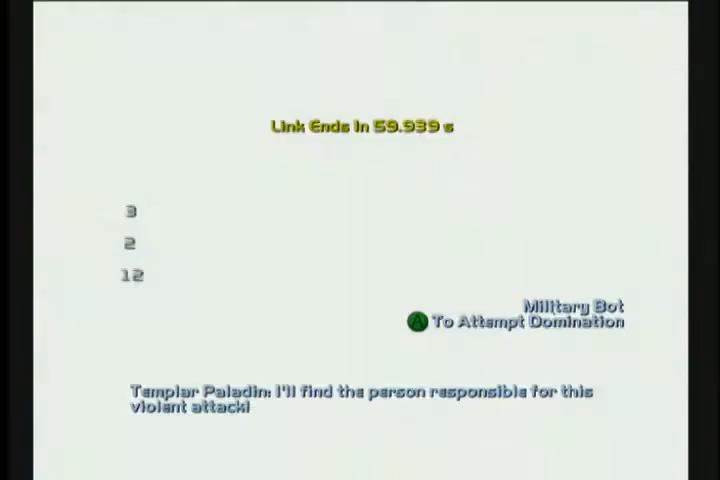 Link Ends In 59.939 s
3
2
12
Military Bot
A To Attempt Domination
Templar Paladin: I'll find the person responsible for this
violent attack!